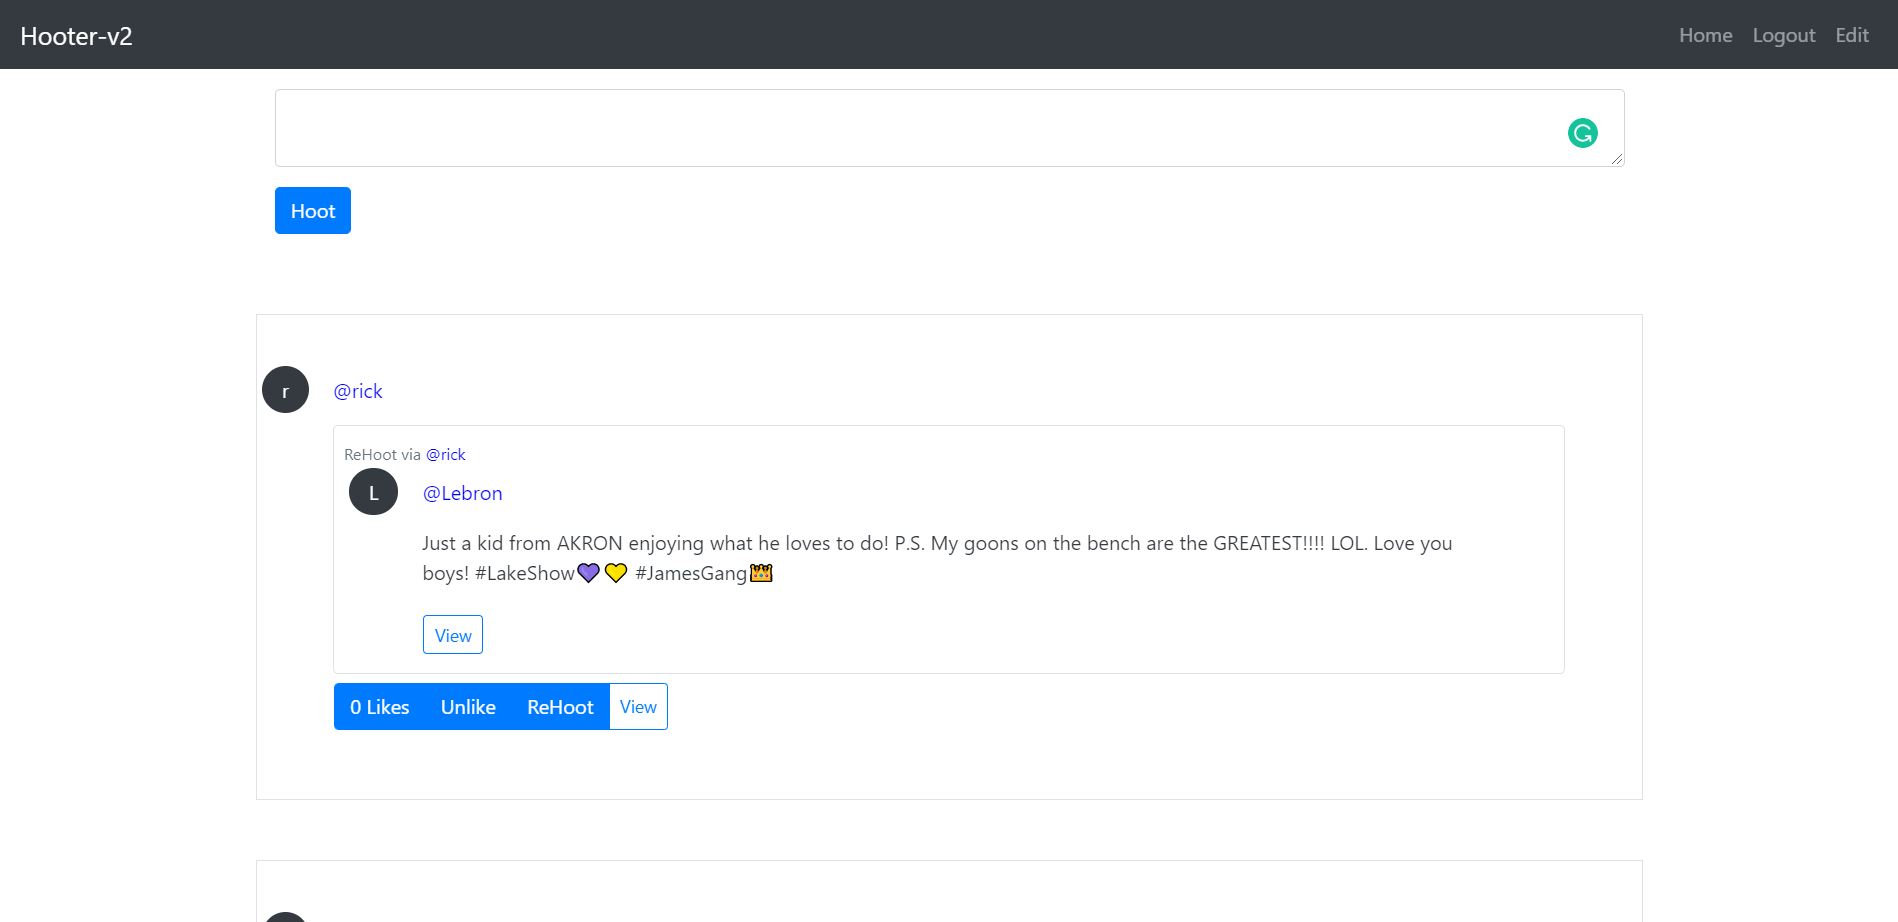 Hooter-v2
Home Logout Edit
Hoot
r
@rick
ReHoot via @rick
L
@Lebron
Just a kid from AKRON enjoying what he loves to do! P.S. My goons on the bench are the GREATEST!!!! LOL. Love you
boys! #LakeShow💜💛 #JamesGang👑
View
0 Likes Unlike ReHoot View